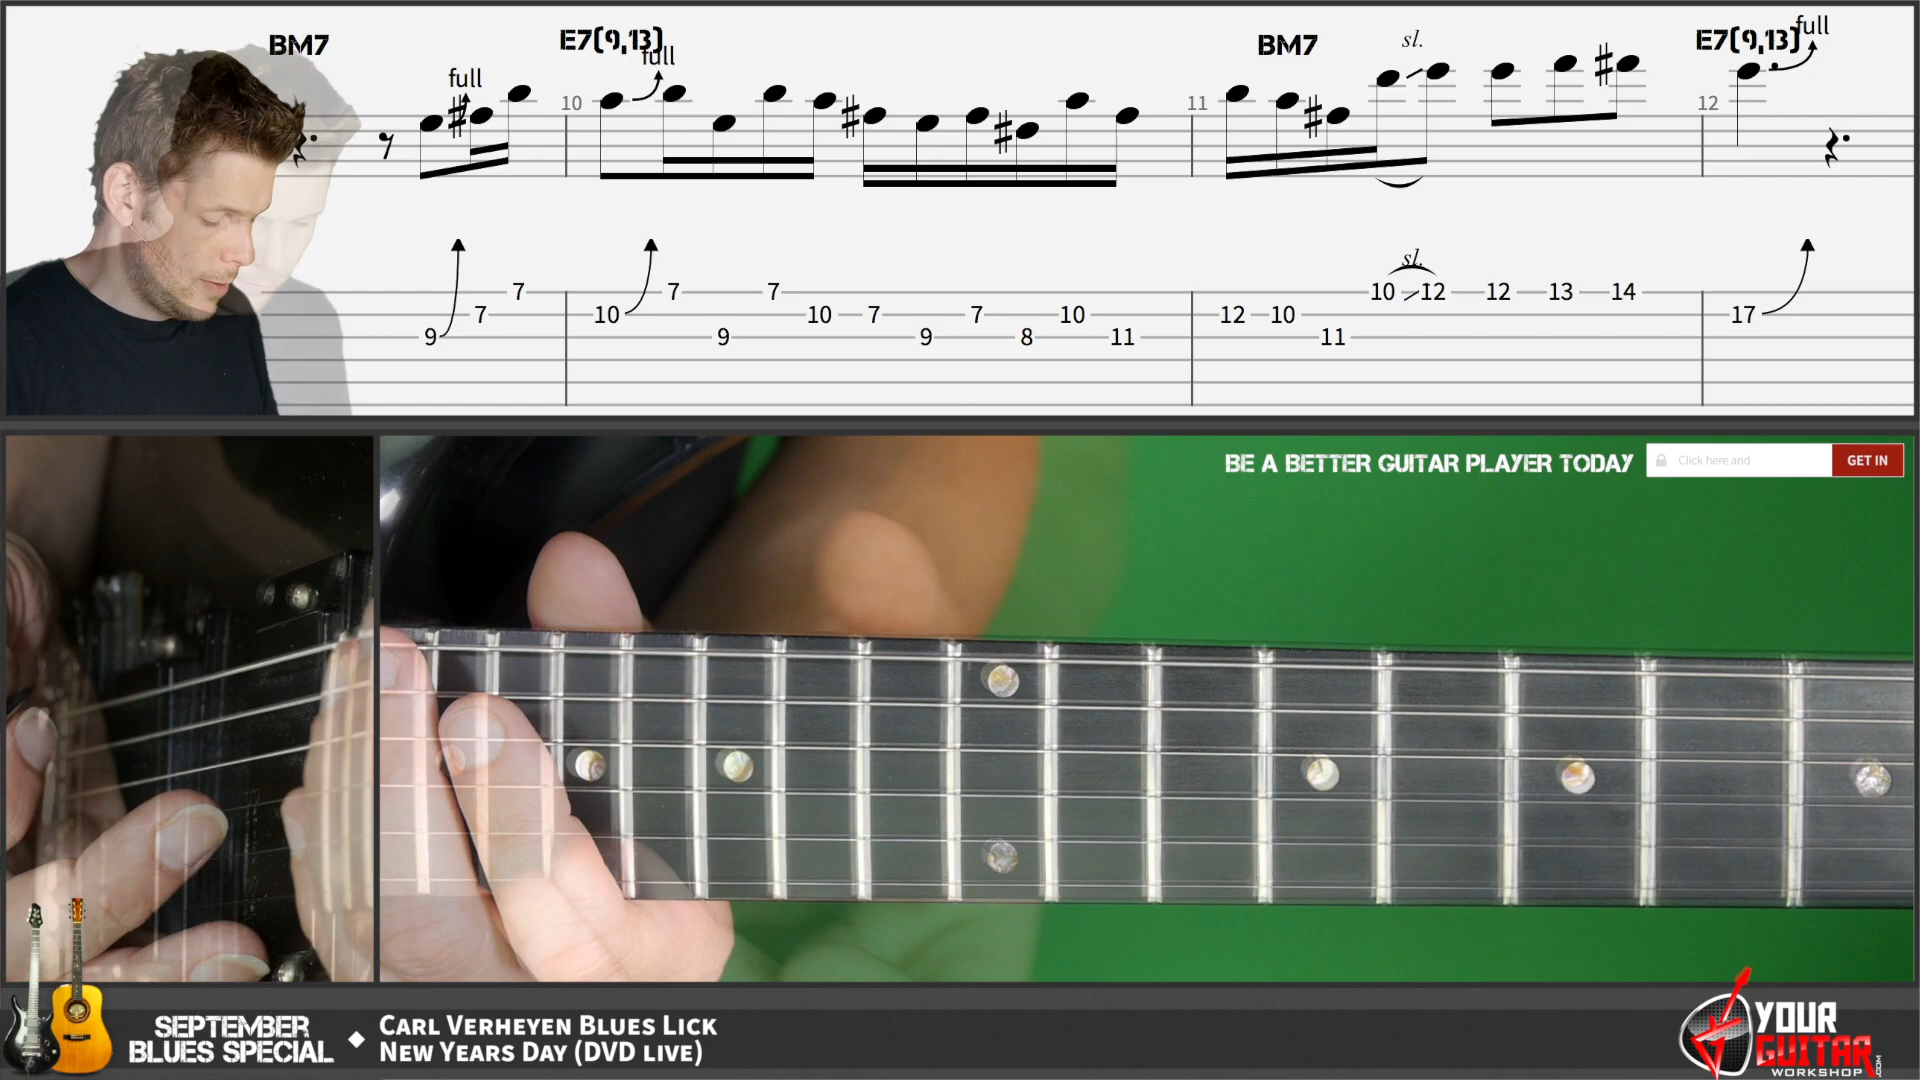 BM7 E7(9,13) BM7 E7(9,13)
full full sl. full
10 11 12
sl.
7 7 7 10 12 12 13 14
7 10 10 7 7 10 12 10 17
9 9 9 8 11 11
BE A BETTER GUITAR PLAYER TODAY
Click here and
GET IN
SEPTEMBER
BLUES SPECIAL
CARL VERHEYEN BLUES LICK
NEW YEARS DAY (DVD LIVE)
YOUR
GUITAR
WORKSHOP
.COM